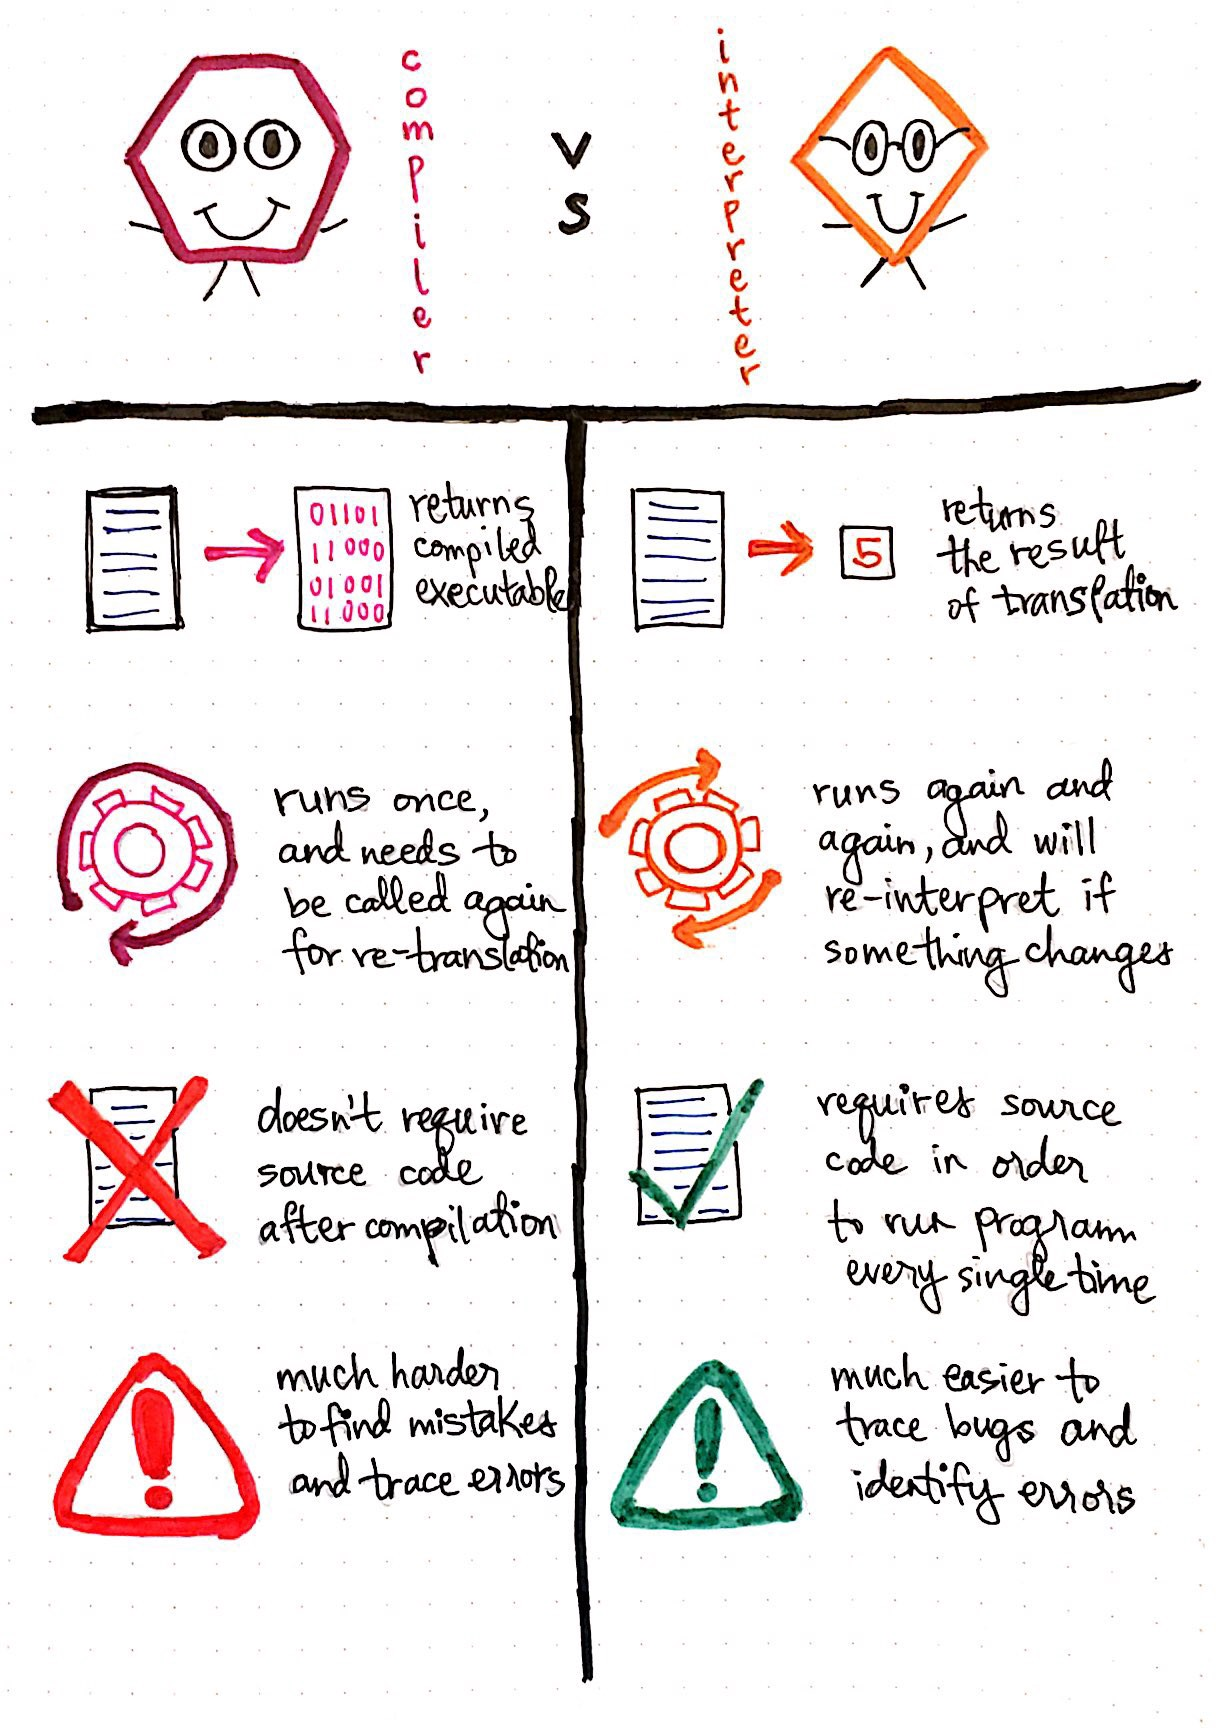 compiler
vs
interpreter
01101
11000
01001
11000
returns
compiled
executable
5
returns
the result
of translation
runs once,
and needs to
be called again
for re-translation
runs again and
again, and will
re-interpret if
something changes
doesn't require
source code
after compilation
requires source
code in order
to run program
every single time
much harder
to find mistakes
and trace errors
much easier to
trace bugs and
identify errors